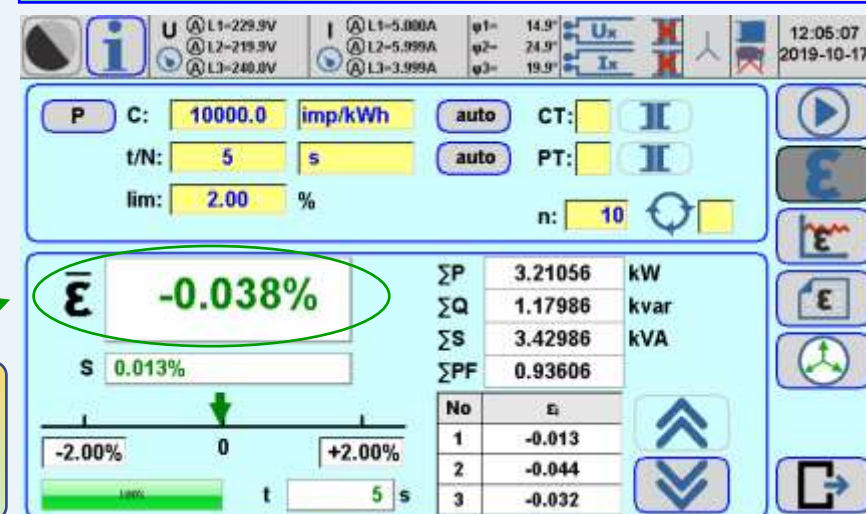 U L1=229.9V I L1=5.000A φ1= 14.9° Ux
L2=219.9V L2=5.999A φ2= 24.9°
L3=240.0V L3=3.999A φ3= 19.9° Ix
12:05:07
2019-10-17
P C: 10000.0 imp/kWh auto CT:
t/N: 5 s auto PT:
lim: 2.00 %
n: 10
ε
ε
ε
ε̅ -0.038%
S 0.013%
-2.00% 0 +2.00%
100% t 5 s
∑P 3.21056 kW
∑Q 1.17986 kvar
∑S 3.42986 kVA
∑PF 0.93606
No εᵢ
1 -0.013
2 -0.044
3 -0.032